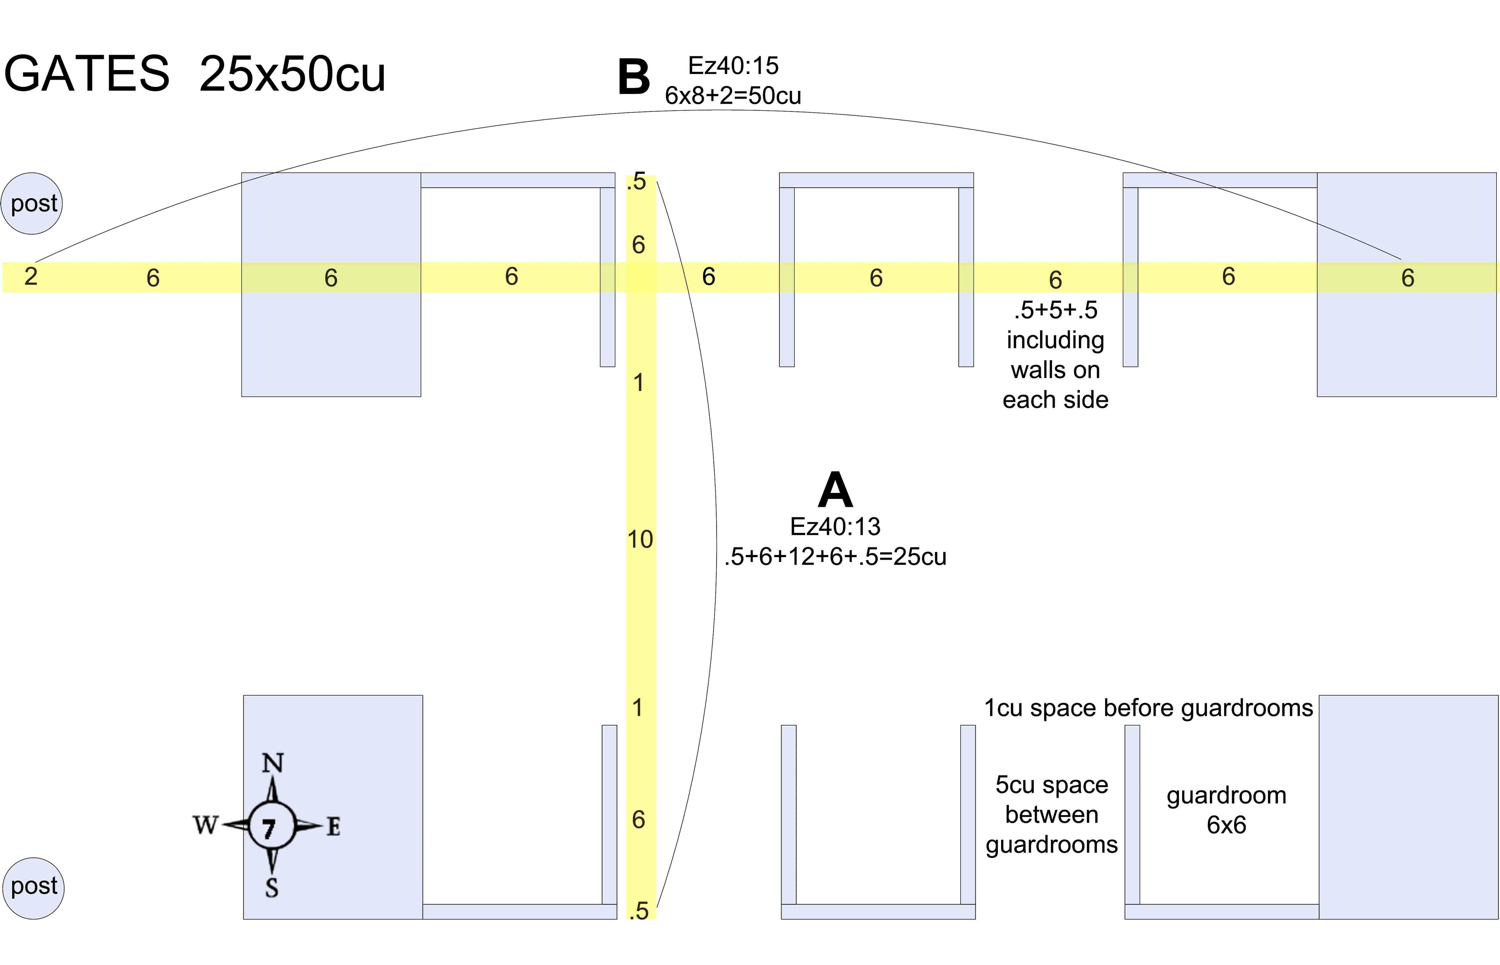 GATES 25x50cu
B
Ez40:15
6x8+2=50cu
post
.5
6
2 6 6 6 6 6 6 6 6
.5+5+.5
including
walls on
each side
1
A
Ez40:13
.5+6+12+6+.5=25cu
10
1
1cu space before guardrooms
N
W 7 E
S
5cu space
between
guardrooms
guardroom
6x6
6
post
.5